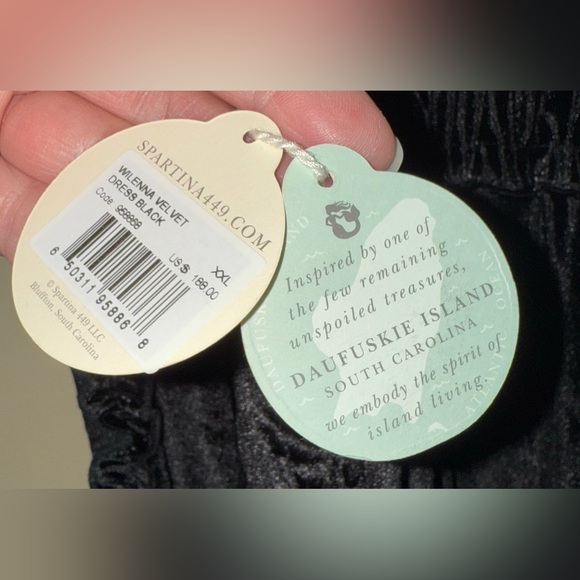 SPARTINA449.COM
WILENNA VELVET
DRESS BLACK
Code
XXL
US$ 168.00
6 50311 95886 8
© Spartina 449 LLC
Bluffton, South Carolina
Inspired by one of
the few remaining
unspoiled treasures,
DAUFUSKIE ISLAND
SOUTH CAROLINA
we embody the spirit of
island living.